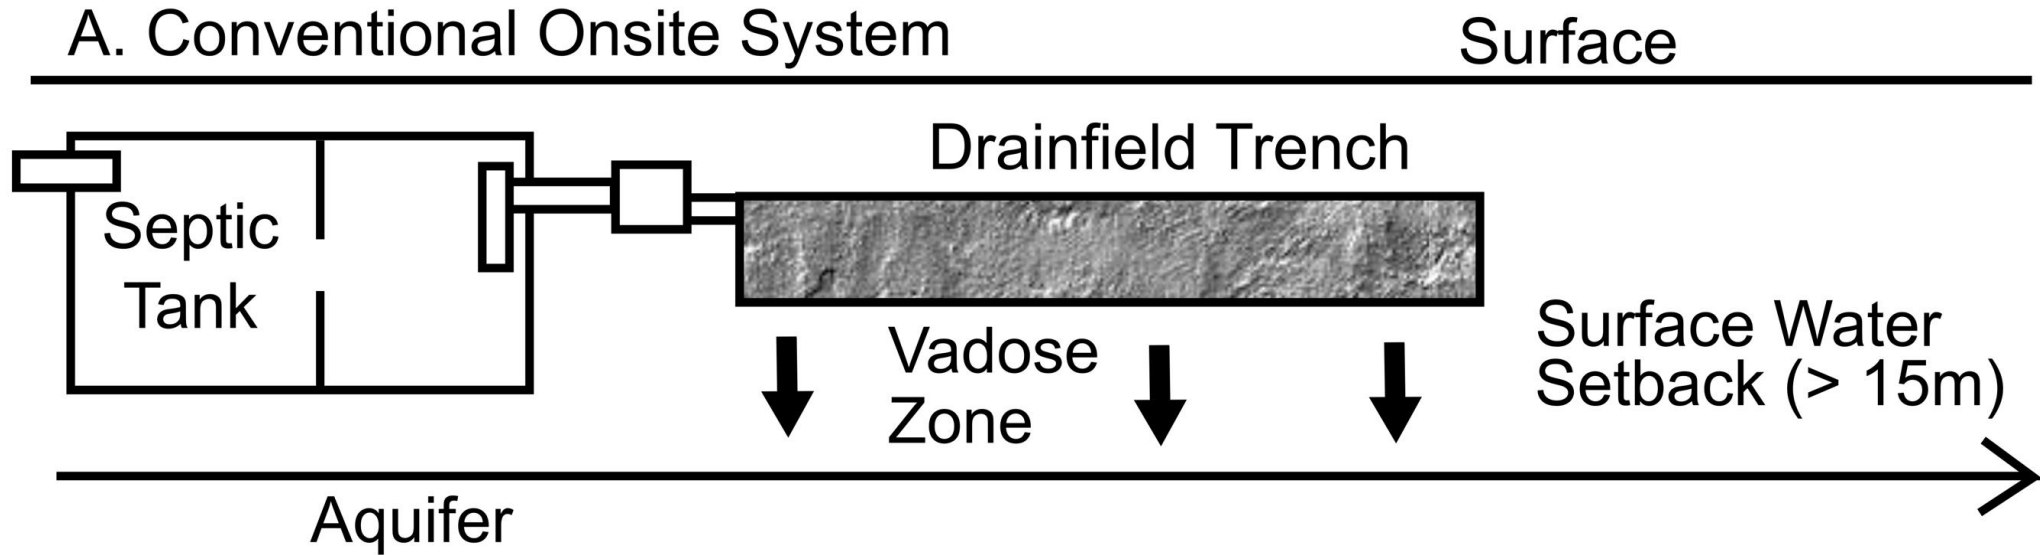 A. Conventional Onsite System
Surface
Drainfield Trench
Septic
Tank
Vadose
Zone
Surface Water
Setback (> 15m)
Aquifer